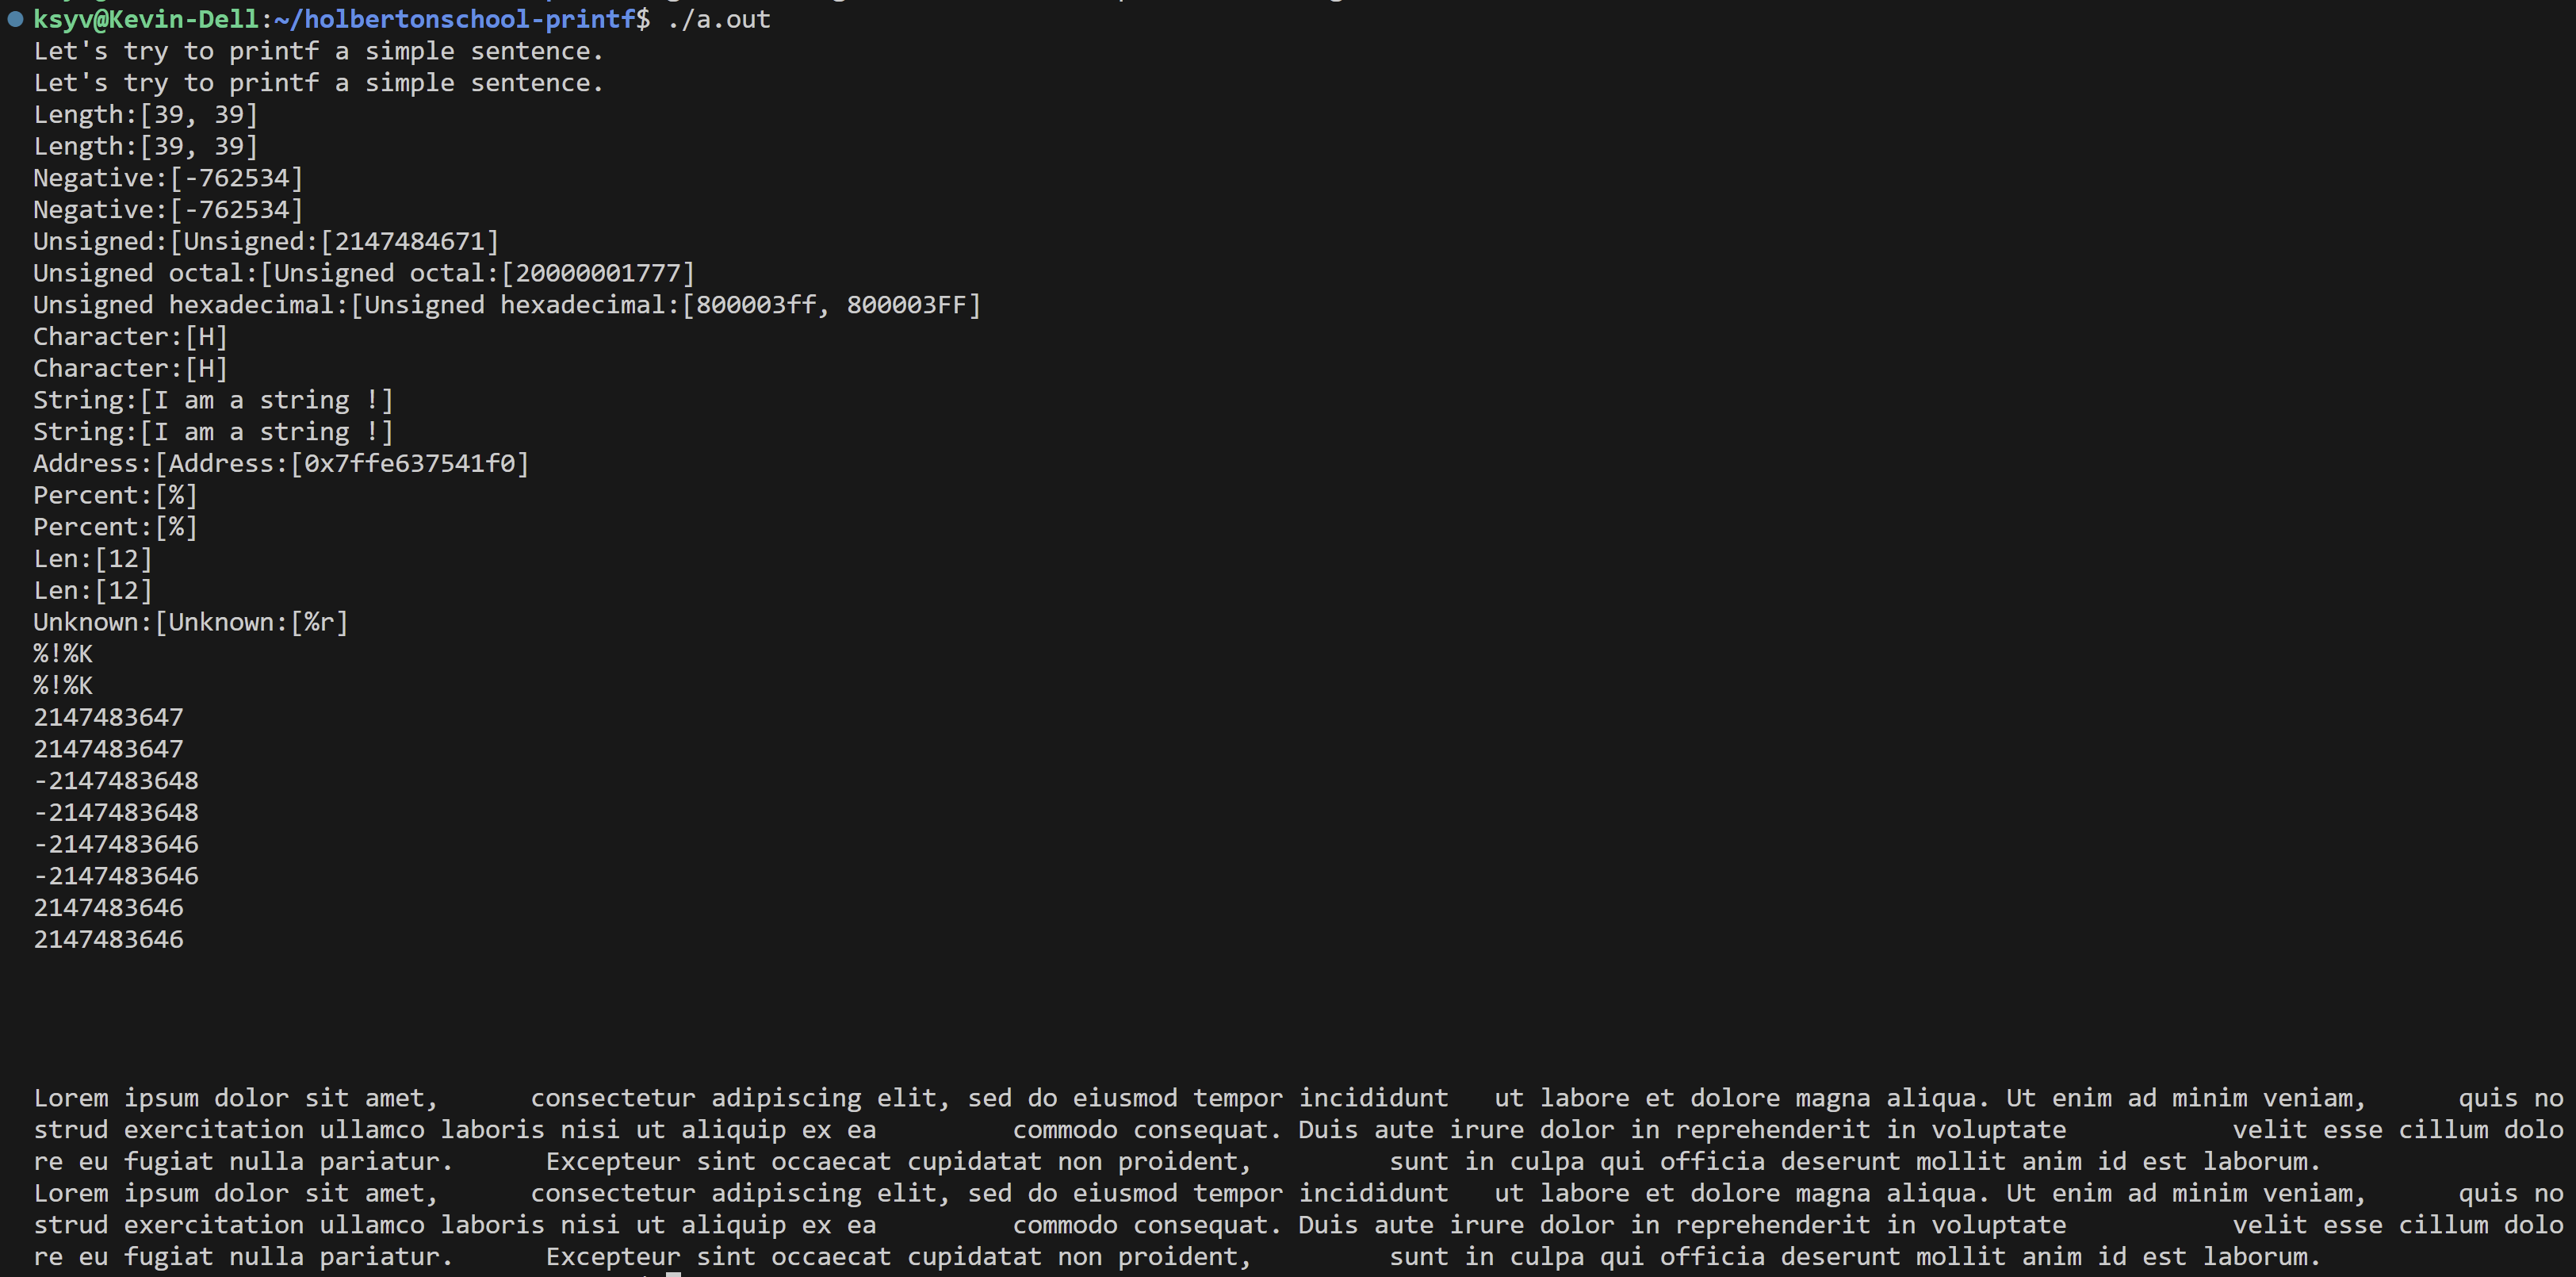 ksyv@Kevin-Dell:~/holbertonschool-printf$ ./a.out
Let's try to printf a simple sentence.
Let's try to printf a simple sentence.
Length:[39, 39]
Length:[39, 39]
Negative:[-762534]
Negative:[-762534]
Unsigned:[Unsigned:[2147484671]
Unsigned octal:[Unsigned octal:[20000001777]
Unsigned hexadecimal:[Unsigned hexadecimal:[800003ff, 800003FF]
Character:[H]
Character:[H]
String:[I am a string !]
String:[I am a string !]
Address:[Address:[0x7ffe637541f0]
Percent:[%]
Percent:[%]
Len:[12]
Len:[12]
Unknown:[Unknown:[%r]
%!%K
%!%K
2147483647
2147483647
-2147483648
-2147483648
-2147483646
-2147483646
2147483646
2147483646
Lorem ipsum dolor sit amet,      consectetur adipiscing elit, sed do eiusmod tempor incididunt   ut labore et dolore magna aliqua. Ut enim ad minim veniam,      quis no
strud exercitation ullamco laboris nisi ut aliquip ex ea         commodo consequat. Duis aute irure dolor in reprehenderit in voluptate           velit esse cillum dolo
re eu fugiat nulla pariatur.      Excepteur sint occaecat cupidatat non proident,         sunt in culpa qui officia deserunt mollit anim id est laborum.
Lorem ipsum dolor sit amet,      consectetur adipiscing elit, sed do eiusmod tempor incididunt   ut labore et dolore magna aliqua. Ut enim ad minim veniam,      quis no
strud exercitation ullamco laboris nisi ut aliquip ex ea         commodo consequat. Duis aute irure dolor in reprehenderit in voluptate           velit esse cillum dolo
re eu fugiat nulla pariatur.      Excepteur sint occaecat cupidatat non proident,         sunt in culpa qui officia deserunt mollit anim id est laborum.